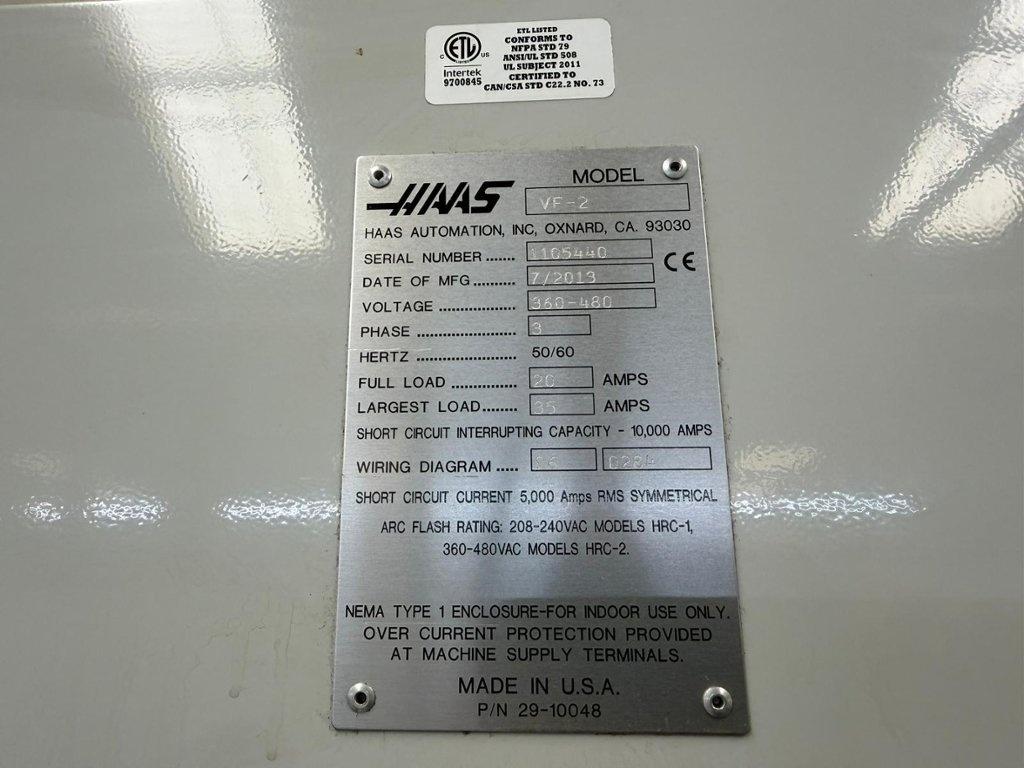 ETL LISTED
CONFORMS TO
NFPA STD 79
ANSI/UL STD 508
UL SUBJECT 2011
CERTIFIED TO
CAN/CSA STD C22.2 NO. 73
C ETL US
LISTED
Intertek
9700845
HAAS
MODEL
VF-2
HAAS AUTOMATION, INC, OXNARD, CA. 93030
SERIAL NUMBER ....... 1105440
CE
DATE OF MFG ....... 7/2013
VOLTAGE .................. 360-480
PHASE ....................... 3
HERTZ ....................... 50/60
FULL LOAD ............... 20 AMPS
LARGEST LOAD........ 35 AMPS
SHORT CIRCUIT INTERRUPTING CAPACITY - 10,000 AMPS
WIRING DIAGRAM .....
SHORT CIRCUIT CURRENT 5,000 Amps RMS SYMMETRICAL
ARC FLASH RATING: 208-240VAC MODELS HRC-1,
360-480VAC MODELS HRC-2.
NEMA TYPE 1 ENCLOSURE-FOR INDOOR USE ONLY.
OVER CURRENT PROTECTION PROVIDED
AT MACHINE SUPPLY TERMINALS.
MADE IN U.S.A.
P/N 29-10048